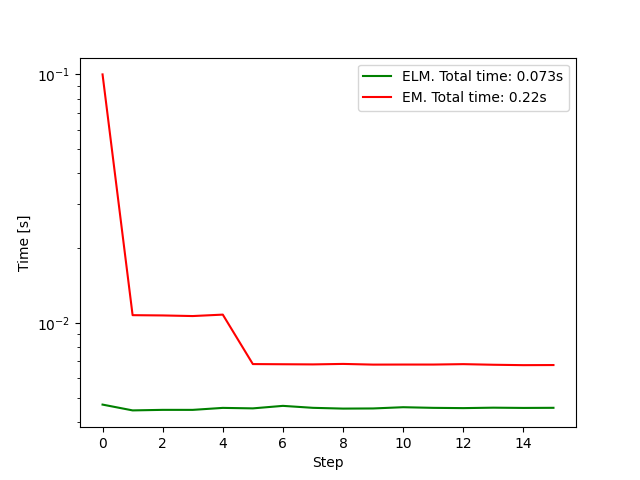 ELM. Total time: 0.073s
EM. Total time: 0.22s
10⁻¹
10⁻²
Time [s]
0 2 4 6 8 10 12 14
Step